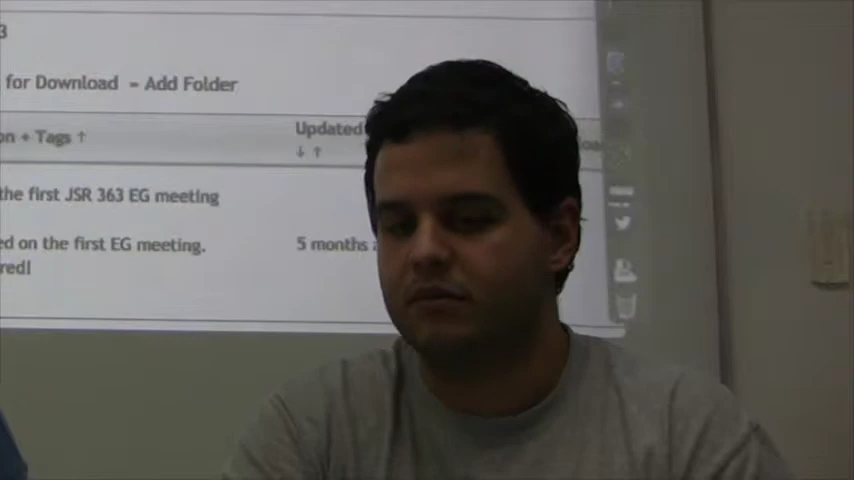 3
for Download - Add Folder
on + Tags ↑
Updated
↓ ↑
the first JSR 363 EG meeting
ed on the first EG meeting.
5 months a
red]